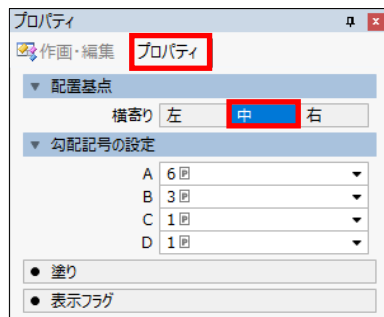 プロパティ
作画・編集 プロパティ
▼ 配置基点
横寄り 左 中 右
▼ 勾配記号の設定
A 6 P
B 3 P
C 1 P
D 1 P
● 塗り
● 表示フラグ